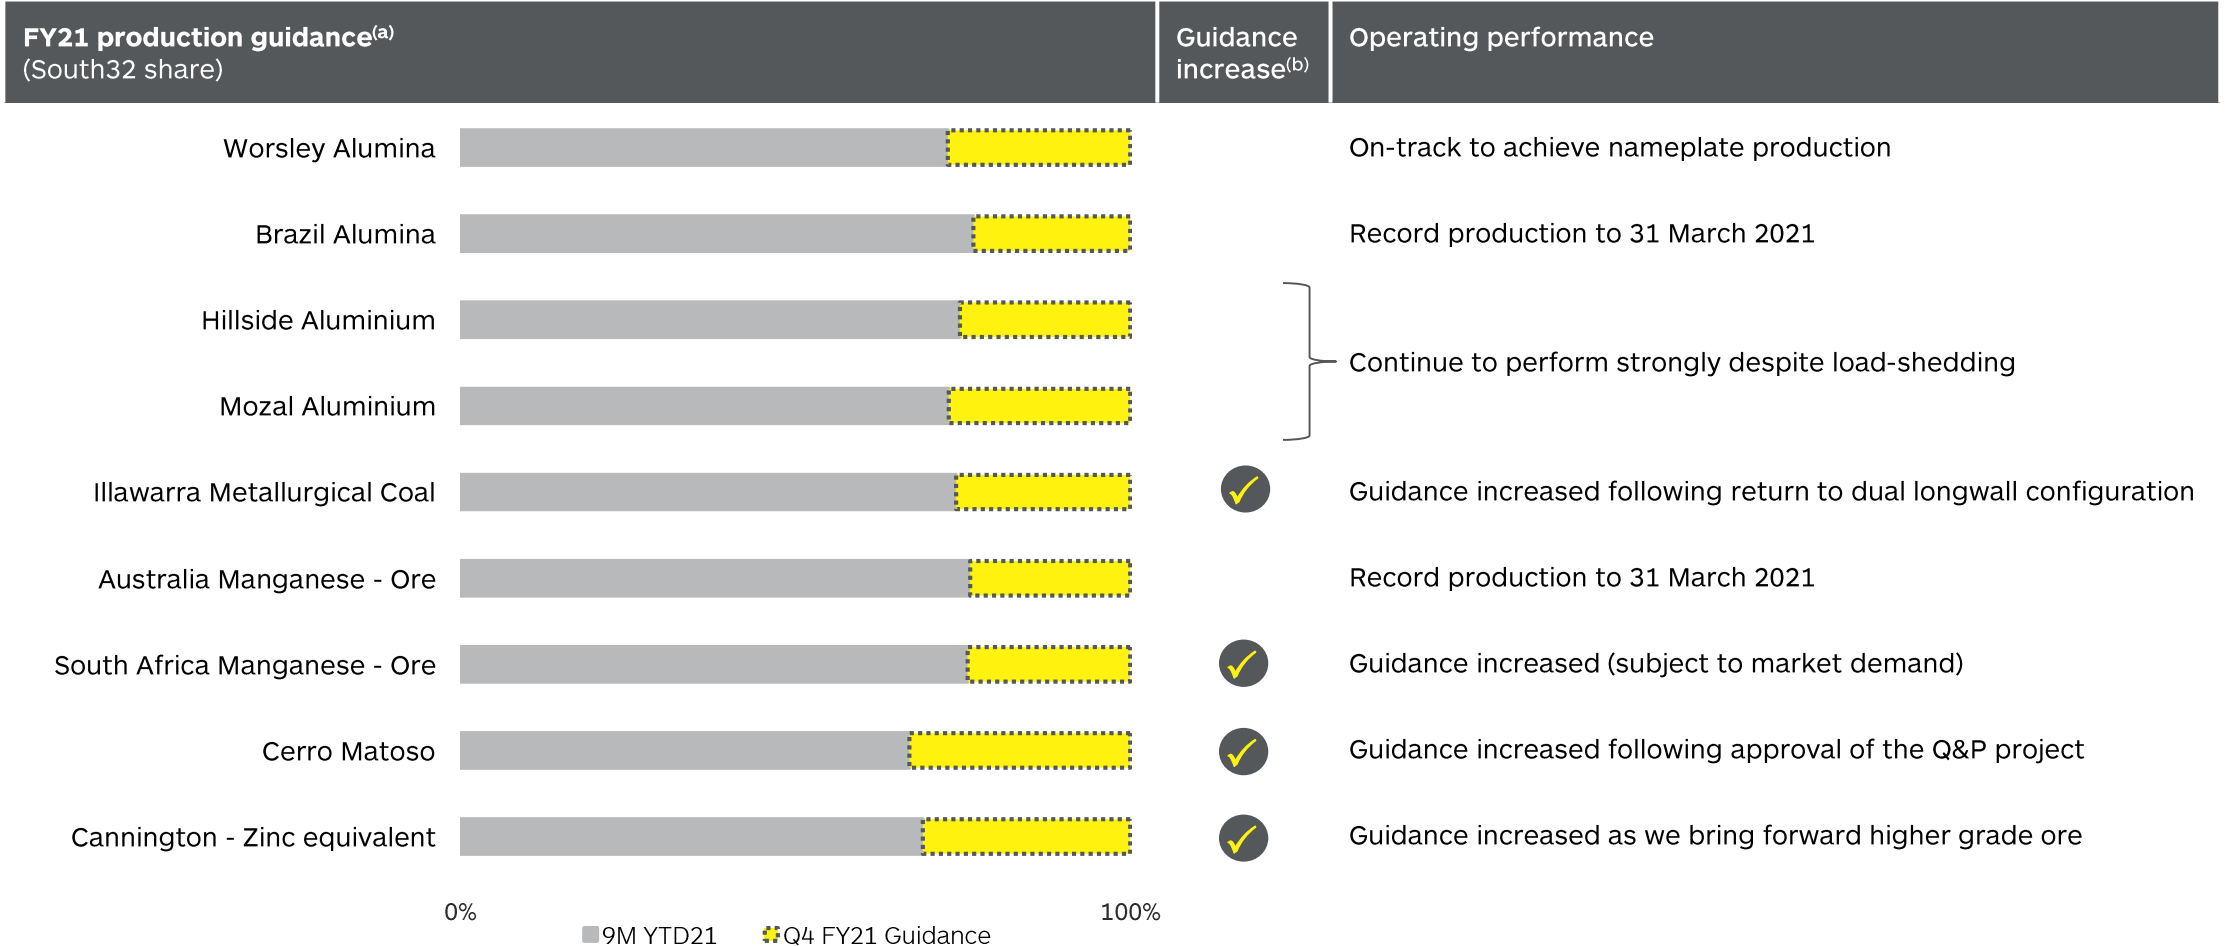 FY21 production guidance(a)
(South32 share)
Guidance
increase(b)
Operating performance
Worsley Alumina
On-track to achieve nameplate production
Brazil Alumina
Record production to 31 March 2021
Hillside Aluminium
Continue to perform strongly despite load-shedding
Mozal Aluminium
Illawarra Metallurgical Coal
Guidance increased following return to dual longwall configuration
Australia Manganese - Ore
Record production to 31 March 2021
South Africa Manganese - Ore
Guidance increased (subject to market demand)
Cerro Matoso
Guidance increased following approval of the Q&P project
Cannington - Zinc equivalent
Guidance increased as we bring forward higher grade ore
0%
100%
9M YTD21
Q4 FY21 Guidance